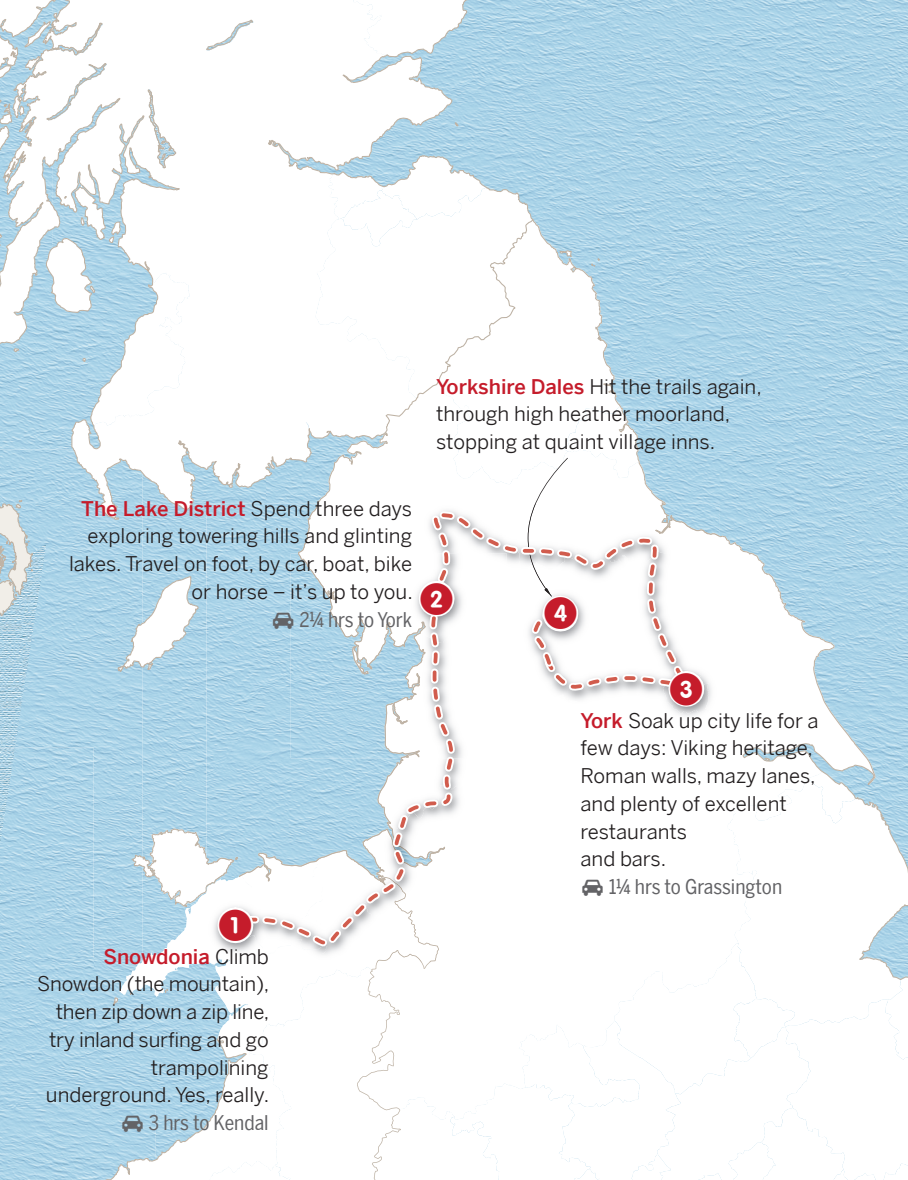 Yorkshire Dales Hit the trails again,
through high heather moorland,
stopping at quaint village inns.
The Lake District Spend three days
exploring towering hills and glinting
lakes. Travel on foot, by car, boat, bike
or horse – it’s up to you.
2¼ hrs to York
2
4
3
York Soak up city life for a
few days: Viking heritage,
Roman walls, mazy lanes,
and plenty of excellent
restaurants
and bars.
1¼ hrs to Grassington
1
Snowdonia Climb
Snowdon (the mountain),
then zip down a zip line,
try inland surfing and go
trampolining
underground. Yes, really.
3 hrs to Kendal